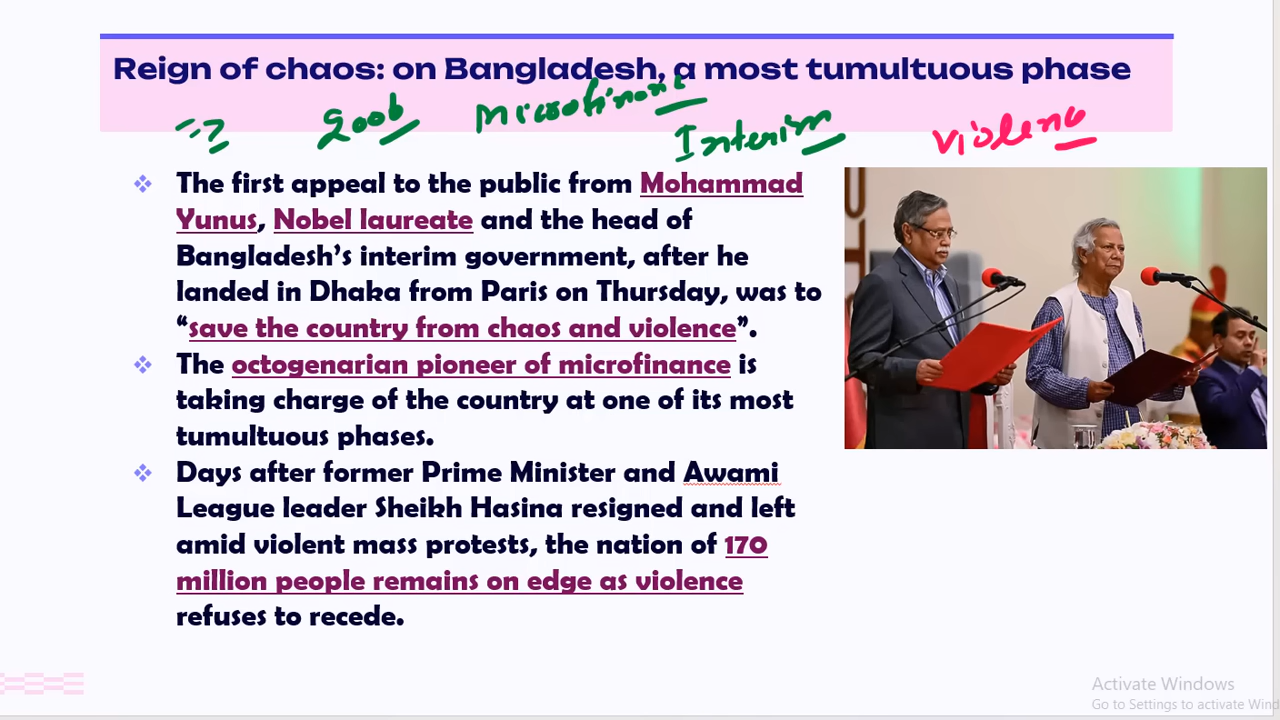 Reign of chaos: on Bangladesh, a most tumultuous phase
2006 Microfinanc Interim Violenc
The first appeal to the public from Mohammad
Yunus, Nobel laureate and the head of
Bangladesh’s interim government, after he
landed in Dhaka from Paris on Thursday, was to
“save the country from chaos and violence”.
The octogenarian pioneer of microfinance is
taking charge of the country at one of its most
tumultuous phases.
Days after former Prime Minister and Awami
League leader Sheikh Hasina resigned and left
amid violent mass protests, the nation of 170
million people remains on edge as violence
refuses to recede.
Activate Windows
Go to Settings to activate Wind